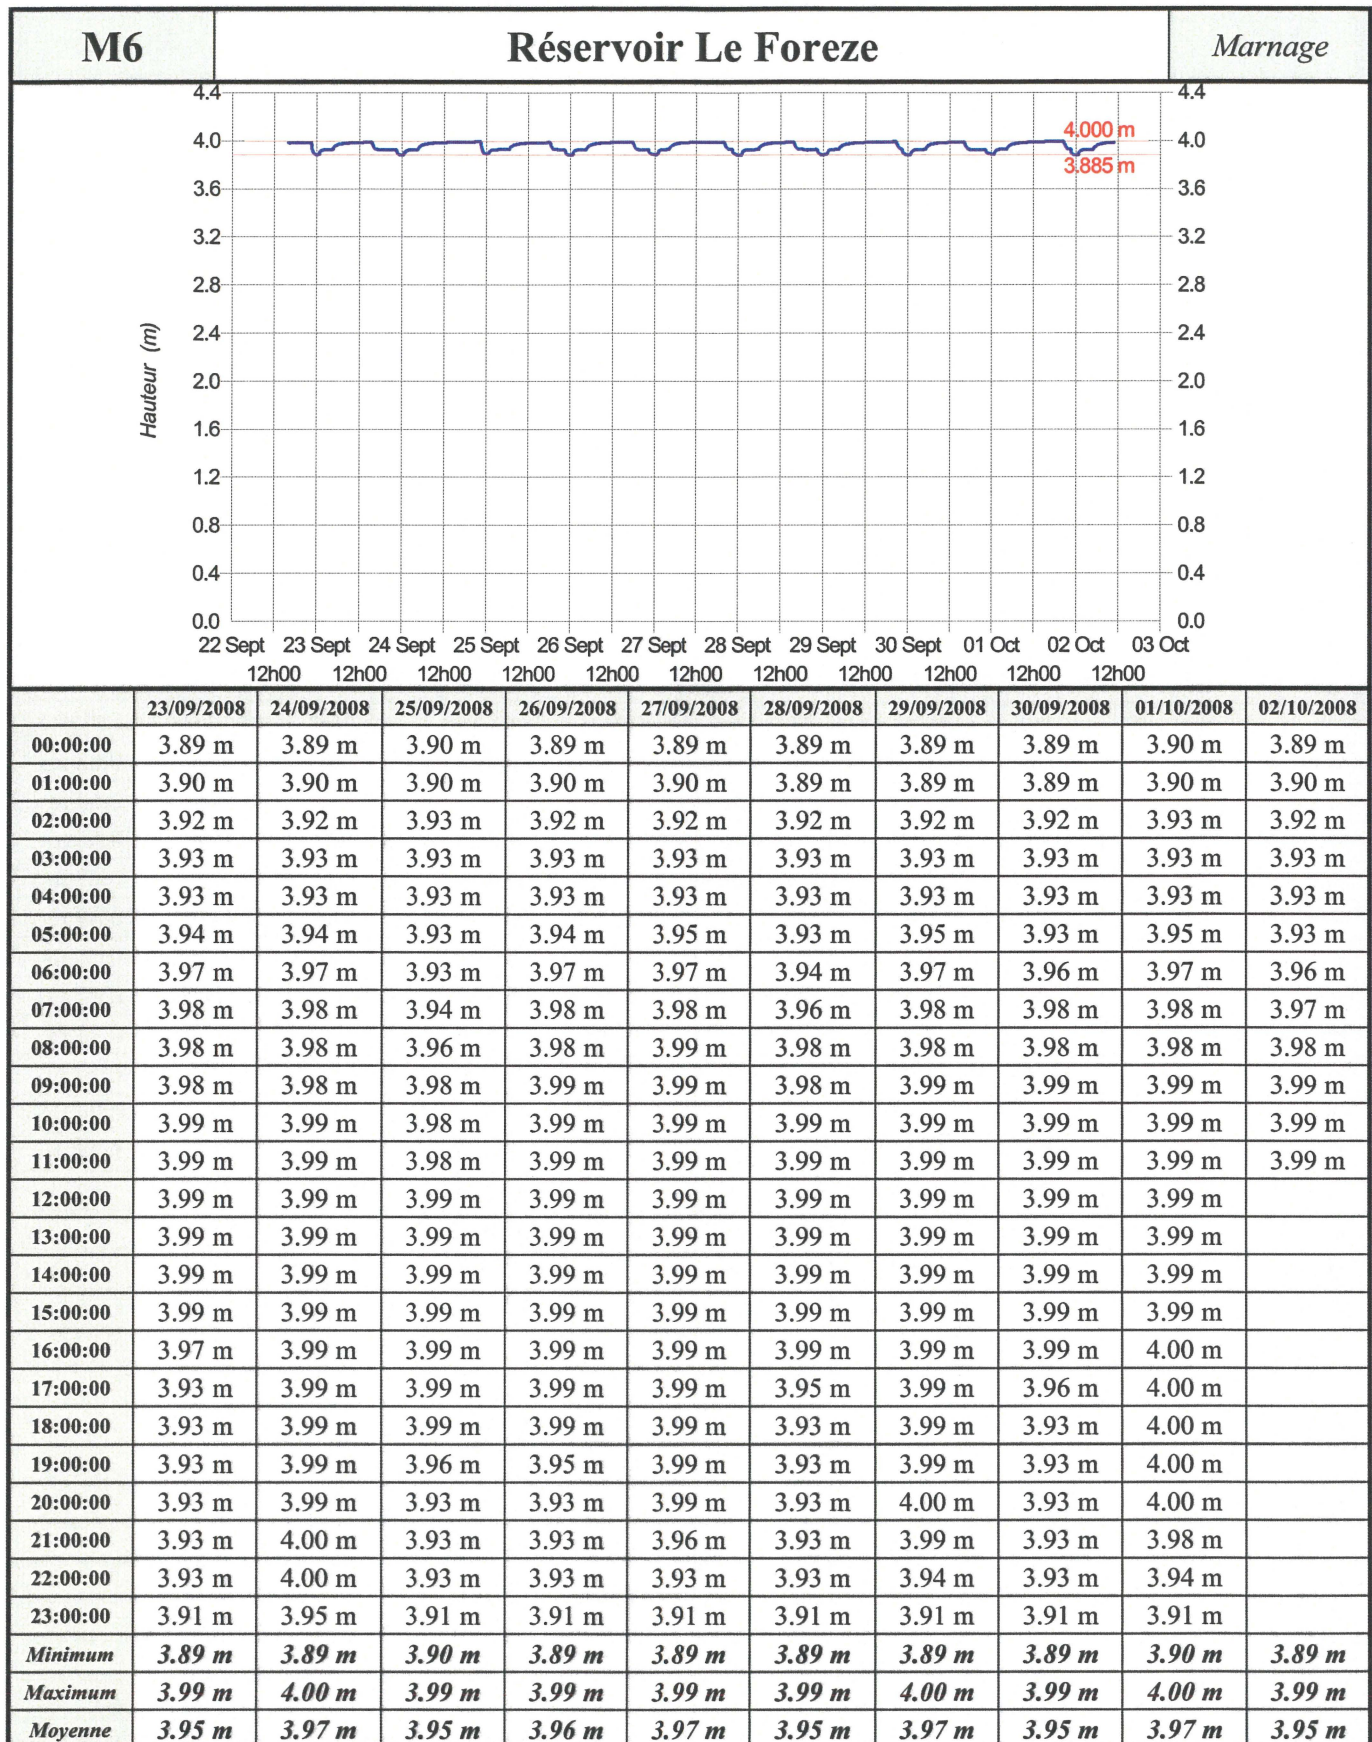 M6 Réservoir Le Foreze Marnage
4.4 4.4
4.0 4.000 m 4.0
3.885 m
3.6 3.6
3.2 3.2
2.8 2.8
2.4 2.4
Hauteur (m)
2.0 2.0
1.6 1.6
1.2 1.2
0.8 0.8
0.4 0.4
0.0 0.0
22 Sept 23 Sept 24 Sept 25 Sept 26 Sept 27 Sept 28 Sept 29 Sept 30 Sept 01 Oct 02 Oct 03 Oct
12h00 12h00 12h00 12h00 12h00 12h00 12h00 12h00 12h00 12h00 12h00
23/09/2008 24/09/2008 25/09/2008 26/09/2008 27/09/2008 28/09/2008 29/09/2008 30/09/2008 01/10/2008 02/10/2008
00:00:00 3.89 m 3.89 m 3.90 m 3.89 m 3.89 m 3.89 m 3.89 m 3.89 m 3.90 m 3.89 m
01:00:00 3.90 m 3.90 m 3.90 m 3.90 m 3.90 m 3.89 m 3.89 m 3.89 m 3.90 m 3.90 m
02:00:00 3.92 m 3.92 m 3.93 m 3.92 m 3.92 m 3.92 m 3.92 m 3.92 m 3.93 m 3.92 m
03:00:00 3.93 m 3.93 m 3.93 m 3.93 m 3.93 m 3.93 m 3.93 m 3.93 m 3.93 m 3.93 m
04:00:00 3.93 m 3.93 m 3.93 m 3.93 m 3.93 m 3.93 m 3.93 m 3.93 m 3.93 m 3.93 m
05:00:00 3.94 m 3.94 m 3.93 m 3.94 m 3.95 m 3.93 m 3.95 m 3.93 m 3.95 m 3.93 m
06:00:00 3.97 m 3.97 m 3.93 m 3.97 m 3.97 m 3.94 m 3.97 m 3.96 m 3.97 m 3.96 m
07:00:00 3.98 m 3.98 m 3.94 m 3.98 m 3.98 m 3.96 m 3.98 m 3.98 m 3.98 m 3.97 m
08:00:00 3.98 m 3.98 m 3.96 m 3.98 m 3.99 m 3.98 m 3.98 m 3.98 m 3.98 m 3.98 m
09:00:00 3.98 m 3.98 m 3.98 m 3.99 m 3.99 m 3.98 m 3.99 m 3.99 m 3.99 m 3.99 m
10:00:00 3.99 m 3.99 m 3.98 m 3.99 m 3.99 m 3.99 m 3.99 m 3.99 m 3.99 m 3.99 m
11:00:00 3.99 m 3.99 m 3.98 m 3.99 m 3.99 m 3.99 m 3.99 m 3.99 m 3.99 m 3.99 m
12:00:00 3.99 m 3.99 m 3.99 m 3.99 m 3.99 m 3.99 m 3.99 m 3.99 m 3.99 m
13:00:00 3.99 m 3.99 m 3.99 m 3.99 m 3.99 m 3.99 m 3.99 m 3.99 m 3.99 m
14:00:00 3.99 m 3.99 m 3.99 m 3.99 m 3.99 m 3.99 m 3.99 m 3.99 m 3.99 m
15:00:00 3.99 m 3.99 m 3.99 m 3.99 m 3.99 m 3.99 m 3.99 m 3.99 m 3.99 m
16:00:00 3.97 m 3.99 m 3.99 m 3.99 m 3.99 m 3.99 m 3.99 m 3.99 m 4.00 m
17:00:00 3.93 m 3.99 m 3.99 m 3.99 m 3.99 m 3.95 m 3.99 m 3.96 m 4.00 m
18:00:00 3.93 m 3.99 m 3.99 m 3.99 m 3.99 m 3.93 m 3.99 m 3.93 m 4.00 m
19:00:00 3.93 m 3.99 m 3.96 m 3.95 m 3.99 m 3.93 m 3.99 m 3.93 m 4.00 m
20:00:00 3.93 m 3.99 m 3.93 m 3.93 m 3.99 m 3.93 m 4.00 m 3.93 m 4.00 m
21:00:00 3.93 m 4.00 m 3.93 m 3.93 m 3.96 m 3.93 m 3.99 m 3.93 m 3.98 m
22:00:00 3.93 m 4.00 m 3.93 m 3.93 m 3.93 m 3.93 m 3.94 m 3.93 m 3.94 m
23:00:00 3.91 m 3.95 m 3.91 m 3.91 m 3.91 m 3.91 m 3.91 m 3.91 m 3.91 m
Minimum 3.89 m 3.89 m 3.90 m 3.89 m 3.89 m 3.89 m 3.89 m 3.89 m 3.90 m 3.89 m
Maximum 3.99 m 4.00 m 3.99 m 3.99 m 3.99 m 3.99 m 4.00 m 3.99 m 4.00 m 3.99 m
Moyenne 3.95 m 3.97 m 3.95 m 3.96 m 3.97 m 3.95 m 3.97 m 3.95 m 3.97 m 3.95 m